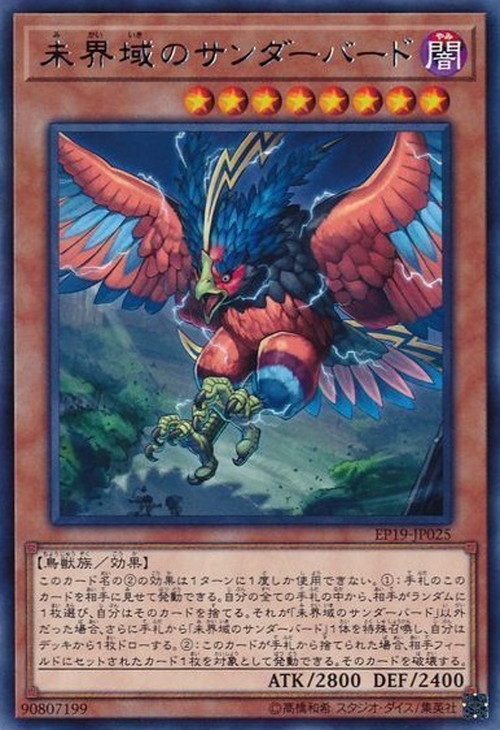 未界域のサンダーバード 闇
EP19-JP025
【鳥獣族/効果】
このカード名の②の効果は1ターンに1度しか使用できない。①:手札のこの
カードを相手に見せて発動できる。自分の全ての手札の中から、相手がランダムに
1枚選び、自分はそのカードを捨てる。それが「未界域のサンダーバード」以外
だった場合、さらに手札から「未界域のサンダーバード」1体を特殊召喚し、自分は
デッキから1枚ドローする。②:このカードが手札から捨てられた場合、相手フィー
ルドにセットされたカード1枚を対象として発動できる。そのカードを破壊する。
ATK/2800 DEF/2400
90807199 ©高橋和希 スタジオ・ダイス/集英社